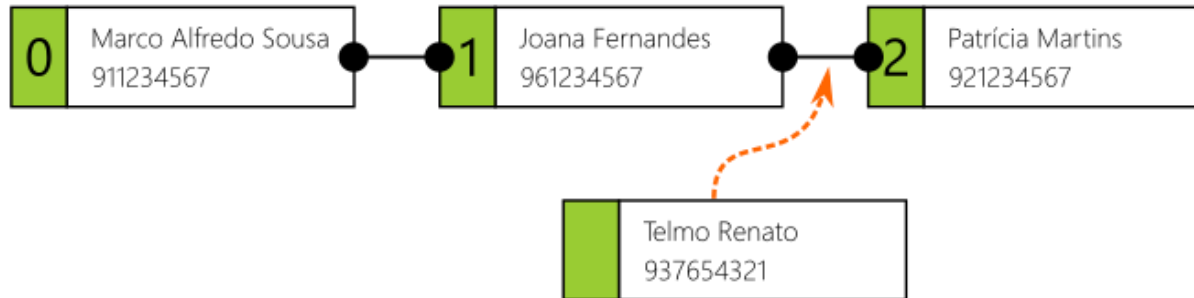 0
Marco Alfredo Sousa
911234567
1
Joana Fernandes
961234567
2
Patrícia Martins
921234567
Telmo Renato
937654321